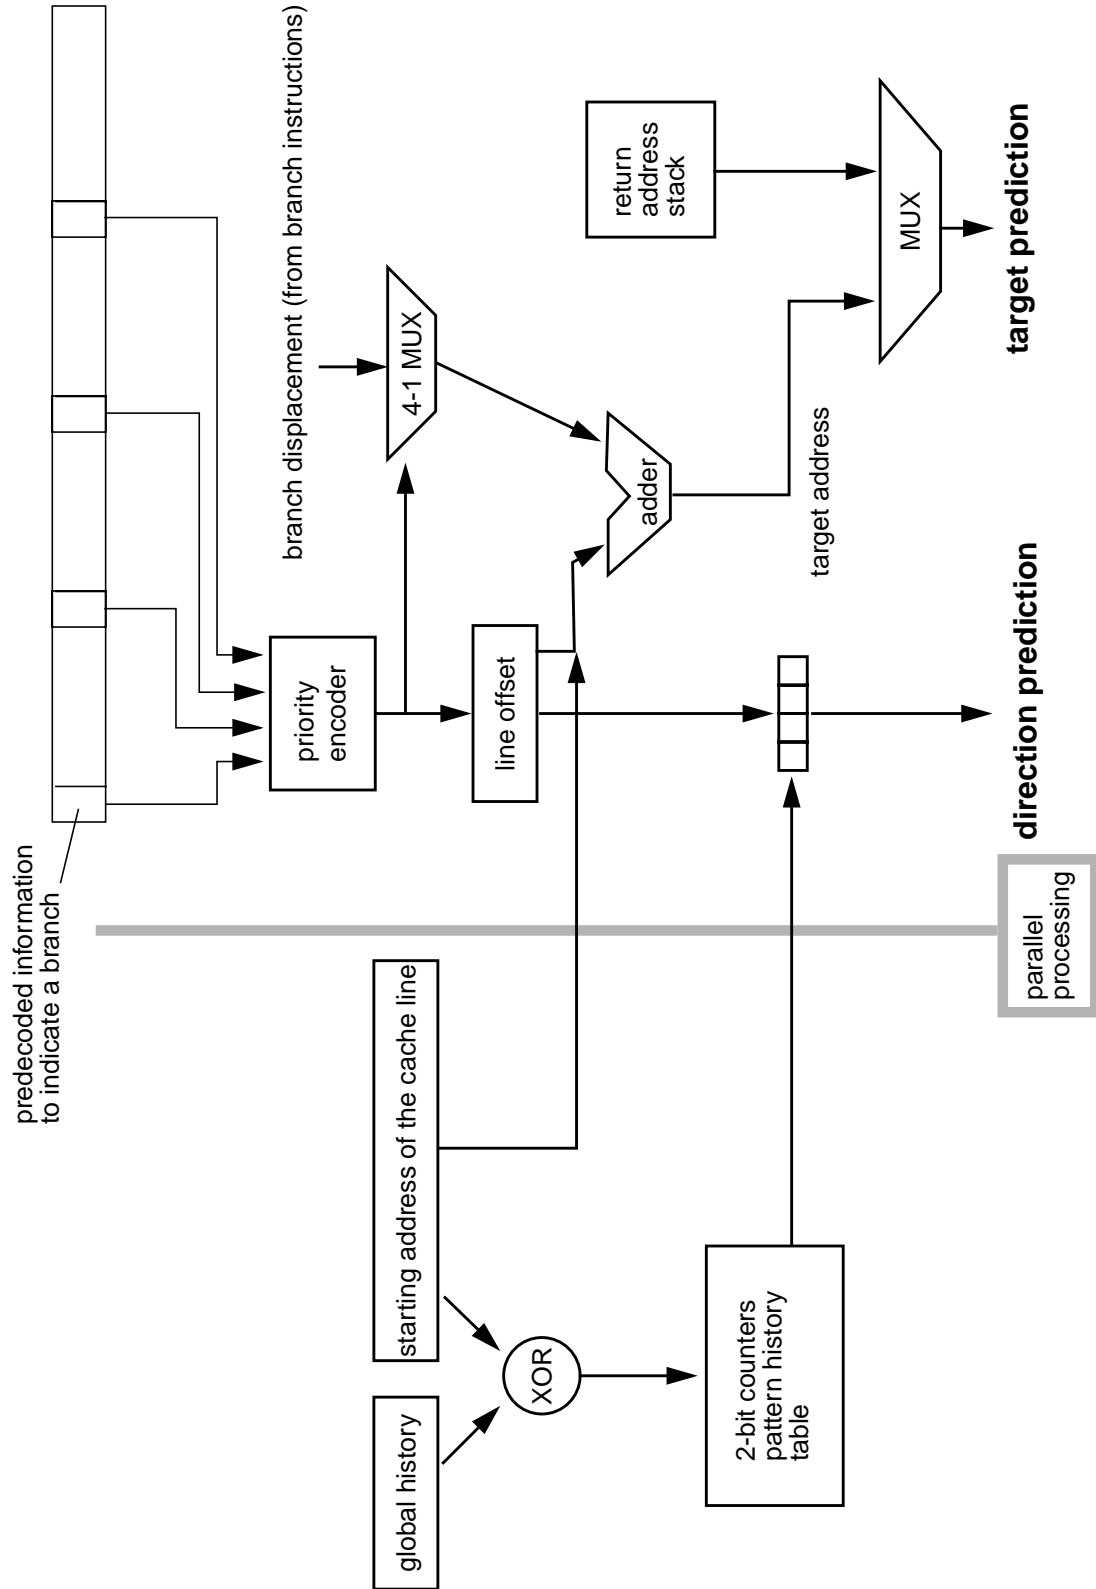 predecoded information
to indicate a branch
branch displacement (from branch instructions)
priority
encoder
4-1 MUX
global history
starting address of the cache line
line offset
XOR
adder
return
address
stack
2-bit counters
pattern history
table
target address
MUX
parallel
processing
direction prediction
target prediction